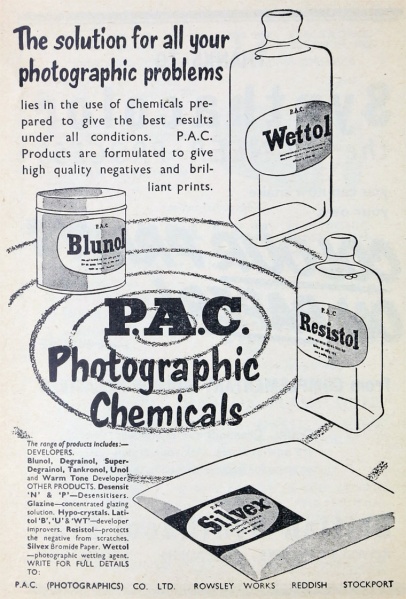 The solution for all your
photographic problems
lies in the use of Chemicals pre-
pared to give the best results
under all conditions. P.A.C.
Products are formulated to give
high quality negatives and bril-
liant prints.
P.A.C.
Wettol
Blunol
P.A.C.
Resistol
P.A.C.
Photographic
Chemicals
The range of products includes:—
DEVELOPERS.
Blunol, Degrainol, Super-
Degrainol, Tankronol, Unol
and Warm Tone Developer
OTHER PRODUCTS. Desensit
'N' & 'P'—Desensitisers.
Glazine—concentrated glazing
solution. Hypo-crystals. Lati-
tol 'B', 'U' & 'WT'—developer
improvers. Resistol—protects
the negative from scratches.
Silvex Bromide Paper. Wettol
—photographic wetting agent.
WRITE FOR FULL DETAILS
TO:
P.A.C.
Silvex
P.A.C. (PHOTOGRAPHICS) CO. LTD. ROWSLEY WORKS REDDISH STOCKPORT